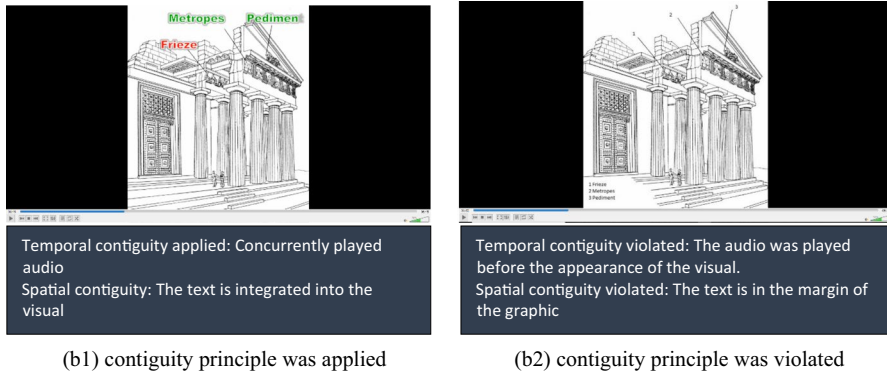 Metropes Pediment
Frieze
Temporal contiguity applied: Concurrently played
audio
Spatial contiguity: The text is integrated into the
visual
(b1) contiguity principle was applied
1
2
3
1 Frieze
2 Metropes
3 Pediment
Temporal contiguity violated: The audio was played
before the appearance of the visual.
Spatial contiguity violated: The text is in the margin of
the graphic
(b2) contiguity principle was violated